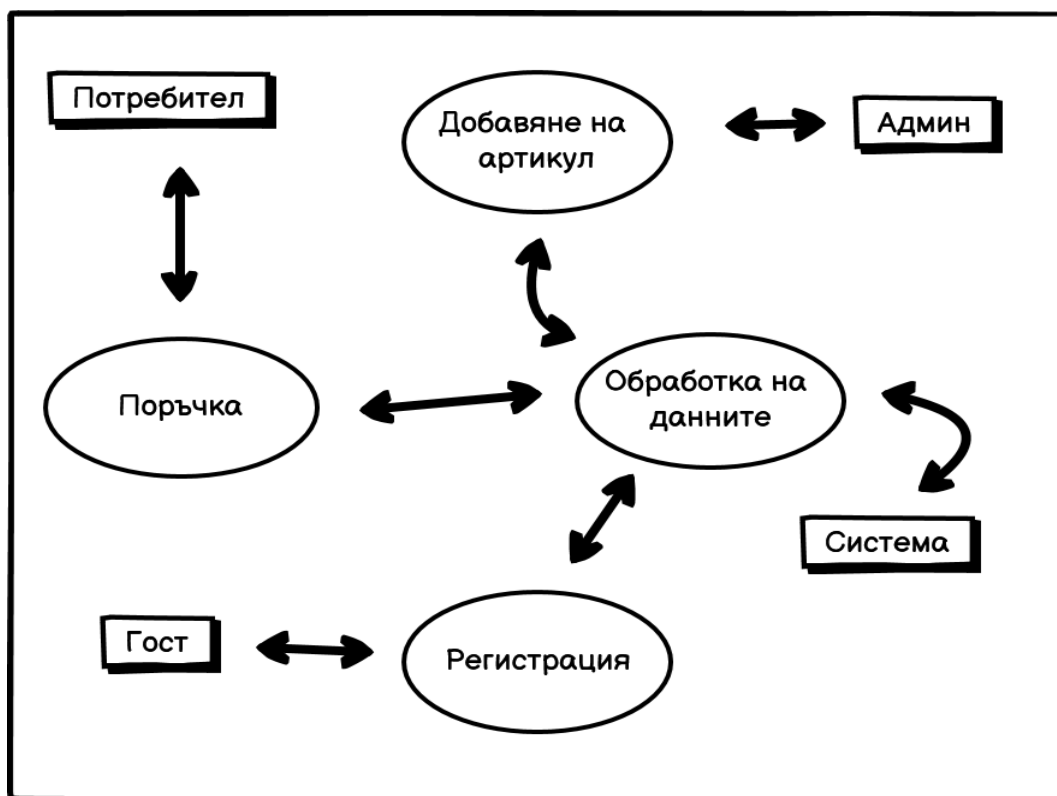 Потребител
Добавяне на
артикул
Админ
Поръчка
Обработка на
данните
Система
Гост
Регистрация